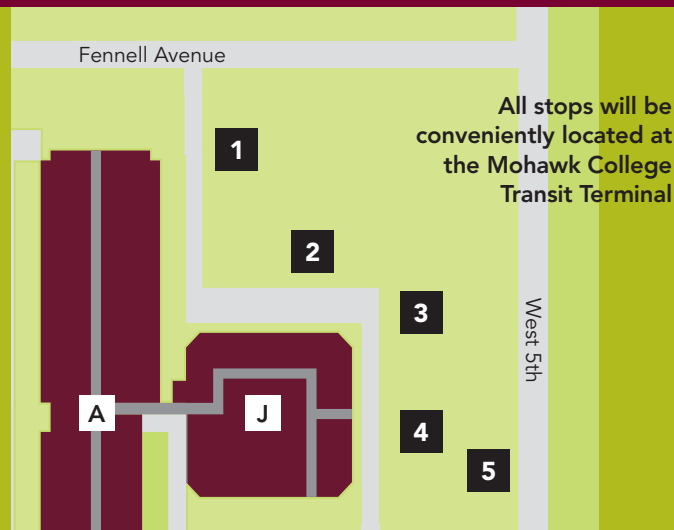 Fennell Avenue
All stops will be
conveniently located at
the Mohawk College
Transit Terminal
1
2
3
West 5th
A
J
4
5